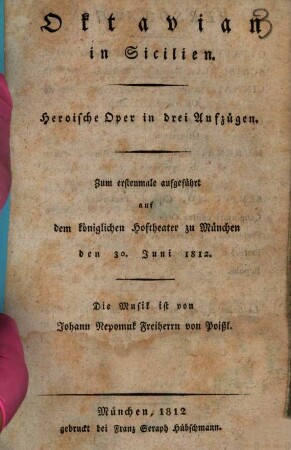 Oktavian
3
in Sicilien.
Heroische Oper in drei Aufzügen.
Zum erstenmale aufgeführt
auf
dem königlichen Hoftheater zu München
den 30. Juni 1812.
Die Musik ist von
Johann Nepomuk Freiherrn von Poißl.
München, 1812
gedruckt bei Franz Seraph Hübschmann.